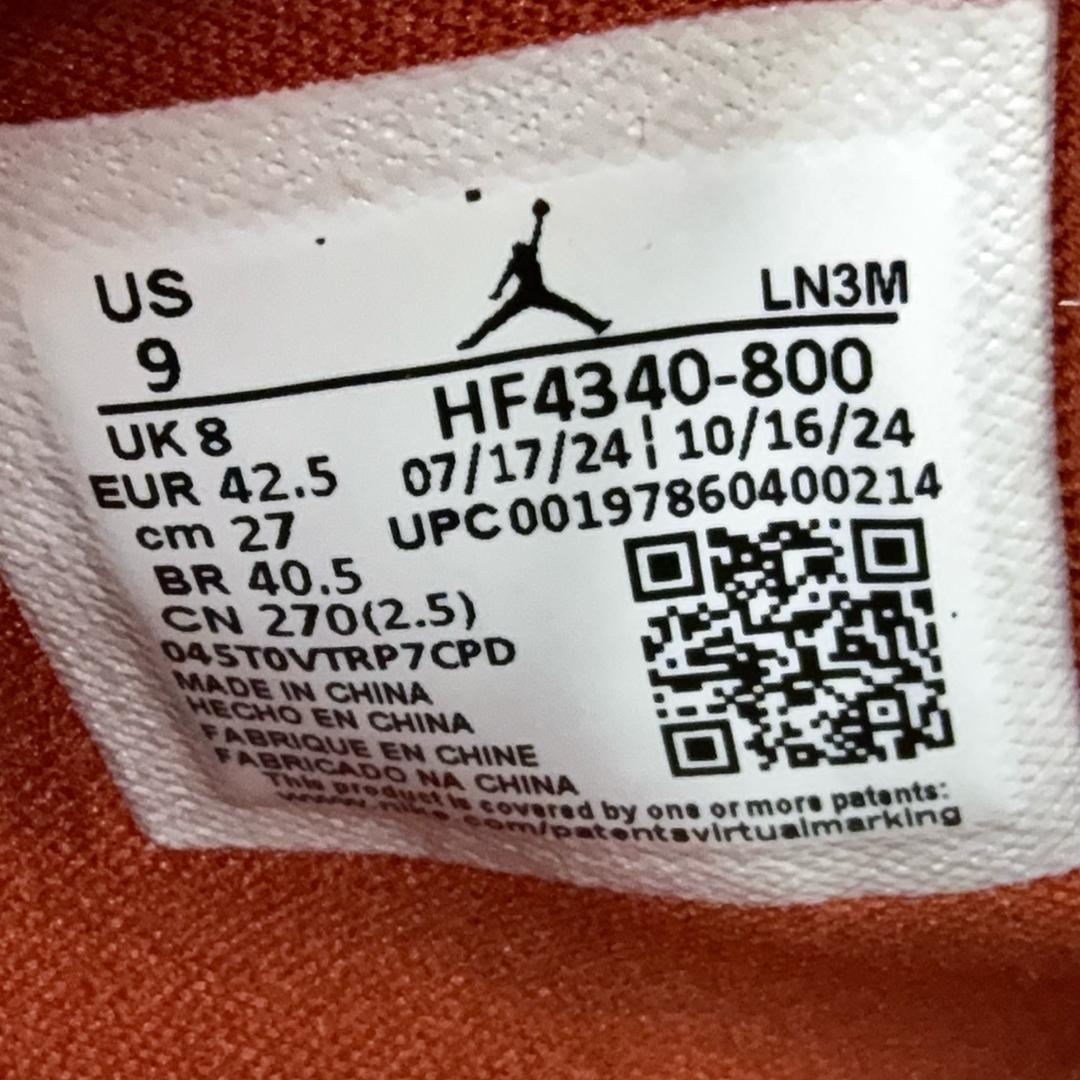 US
9
LN3M
UK 8
EUR 42.5
cm 27
BR 40.5
CN 270(2.5)
HF4340-800
07/17/24¦10/16/24
UPC001978604​00214
045T0VTRP7CPD
MADE IN CHINA
HECHO EN CHINA
FABRIQUE EN CHINE
FABRICADO NA CHINA
This product is covered by one or more patents:
www.nike.com/patentsvirtualmarking